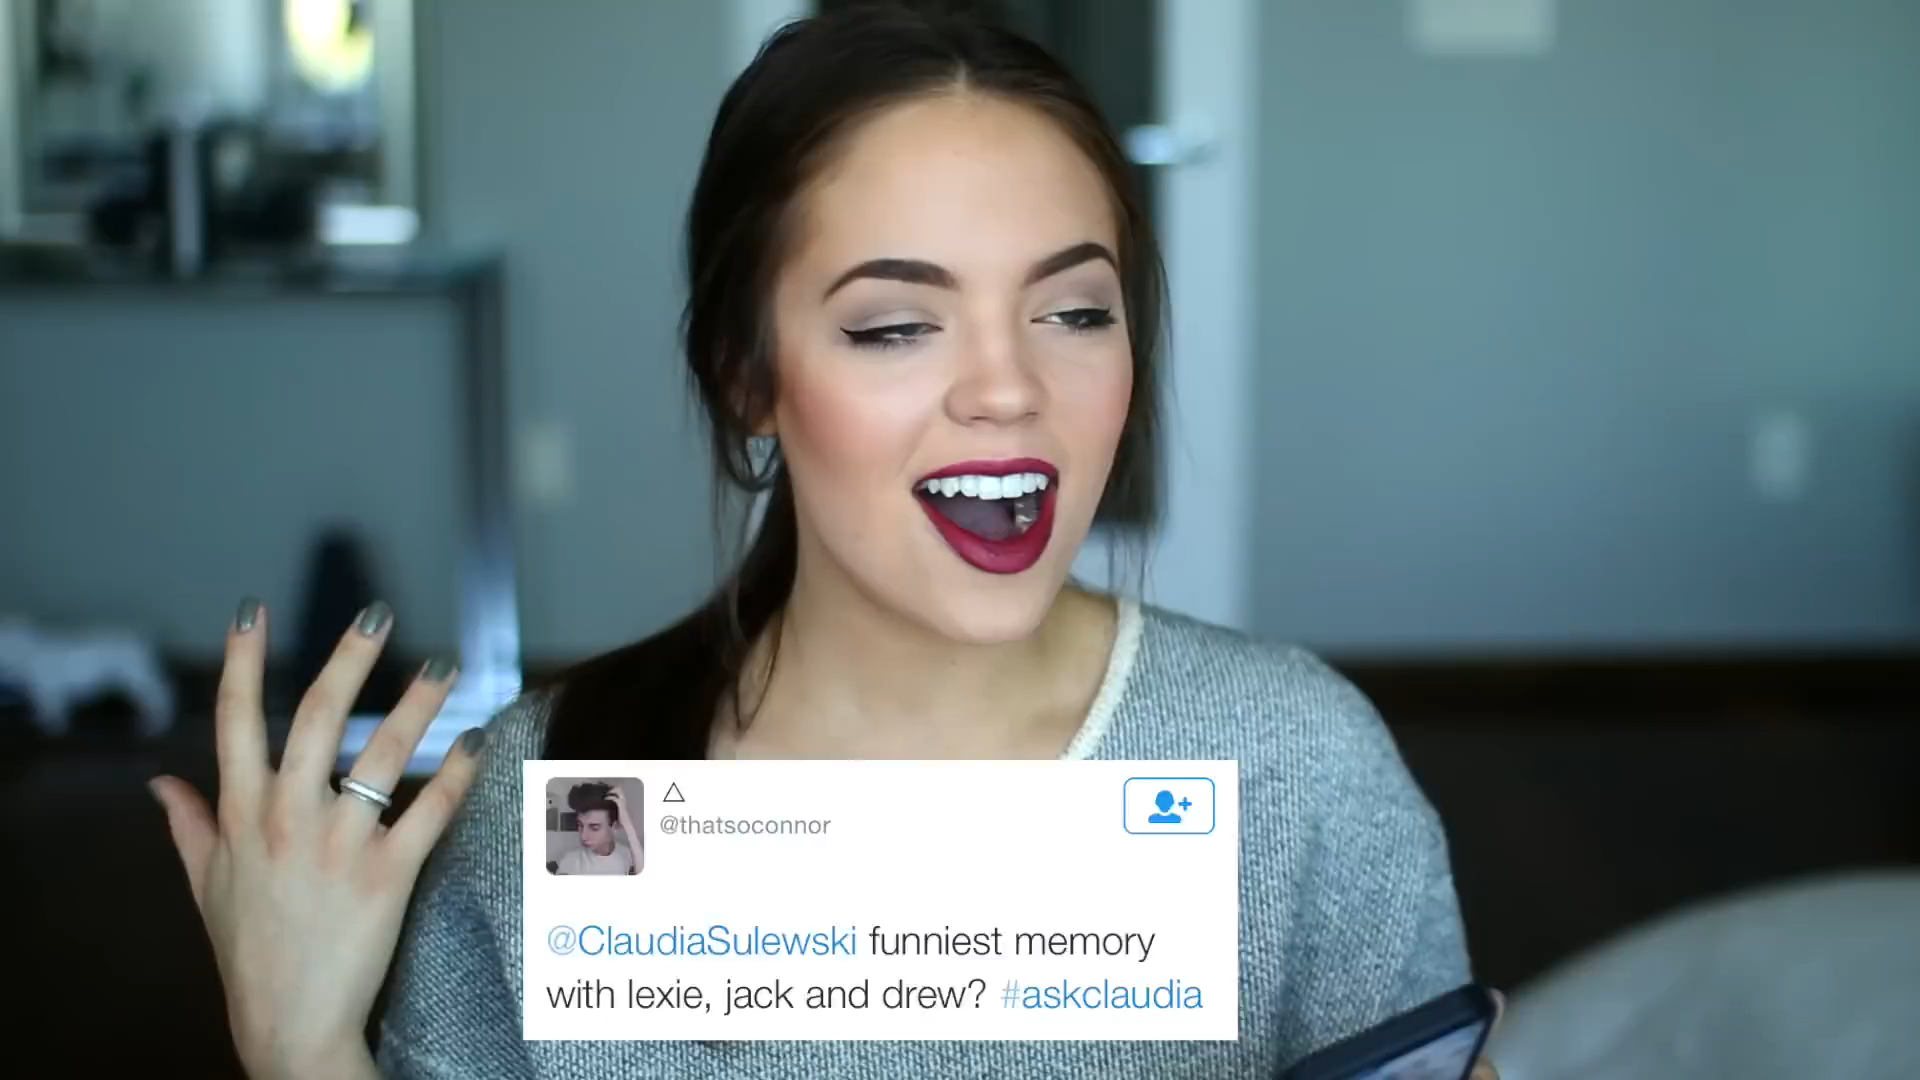 @thatsoconnor
@ClaudiaSulewski funniest memory
with lexie, jack and drew? #askclaudia